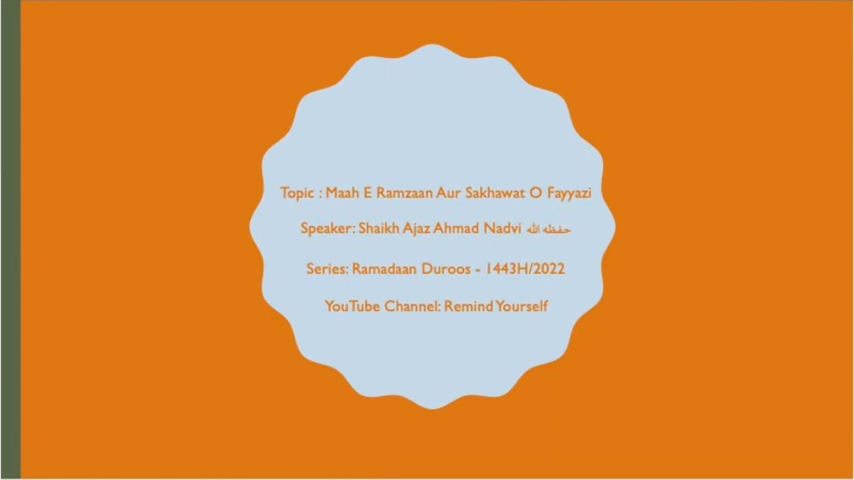 Topic : Maah E Ramzaan Aur Sakhawat O Fayyazi
Speaker: Shaikh Ajaz Ahmad Nadvi حفظه الله
Series: Ramadaan Duroos - 1443H/2022
YouTube Channel: Remind Yourself